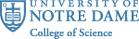 UNIVERSITY OF
NOTRE DAME
College of Science